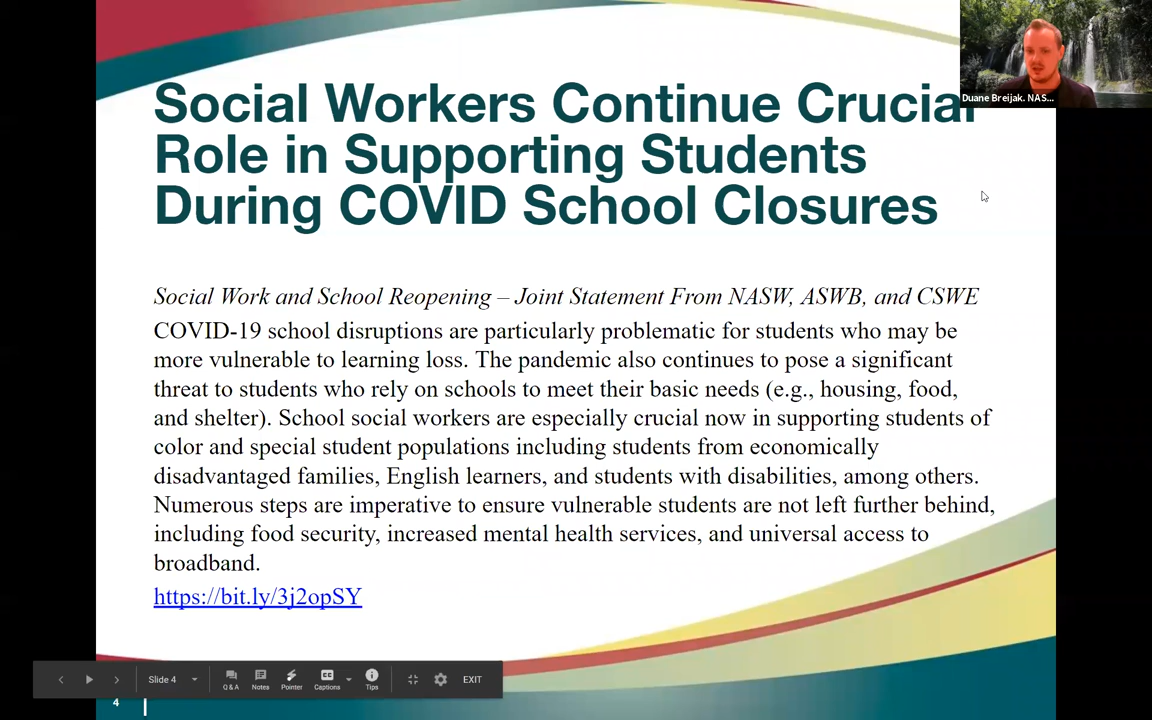 Social Workers Continue Crucial
Role in Supporting Students
During COVID School Closures
Duane Breijak. NAS...
Social Work and School Reopening – Joint Statement From NASW, ASWB, and CSWE
COVID-19 school disruptions are particularly problematic for students who may be
more vulnerable to learning loss. The pandemic also continues to pose a significant
threat to students who rely on schools to meet their basic needs (e.g., housing, food,
and shelter). School social workers are especially crucial now in supporting students of
color and special student populations including students from economically
disadvantaged families, English learners, and students with disabilities, among others.
Numerous steps are imperative to ensure vulnerable students are not left further behind,
including food security, increased mental health services, and universal access to
broadband.
https://bit.ly/3j2opSY
Slide 4
Q & A
Notes
Pointer
CC
Captions
Tips
EXIT
4